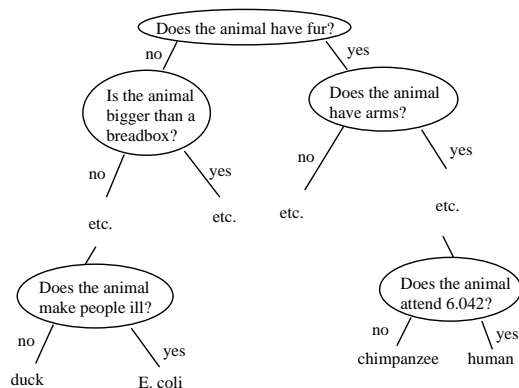 Does the animal have fur?
no
yes
Is the animal
bigger than a
breadbox?
Does the animal
have arms?
no
yes
no
yes
etc.
etc.
etc.
etc.
Does the animal
make people ill?
Does the animal
attend 6.042?
no
yes
no
yes
duck
E. coli
chimpanzee
human